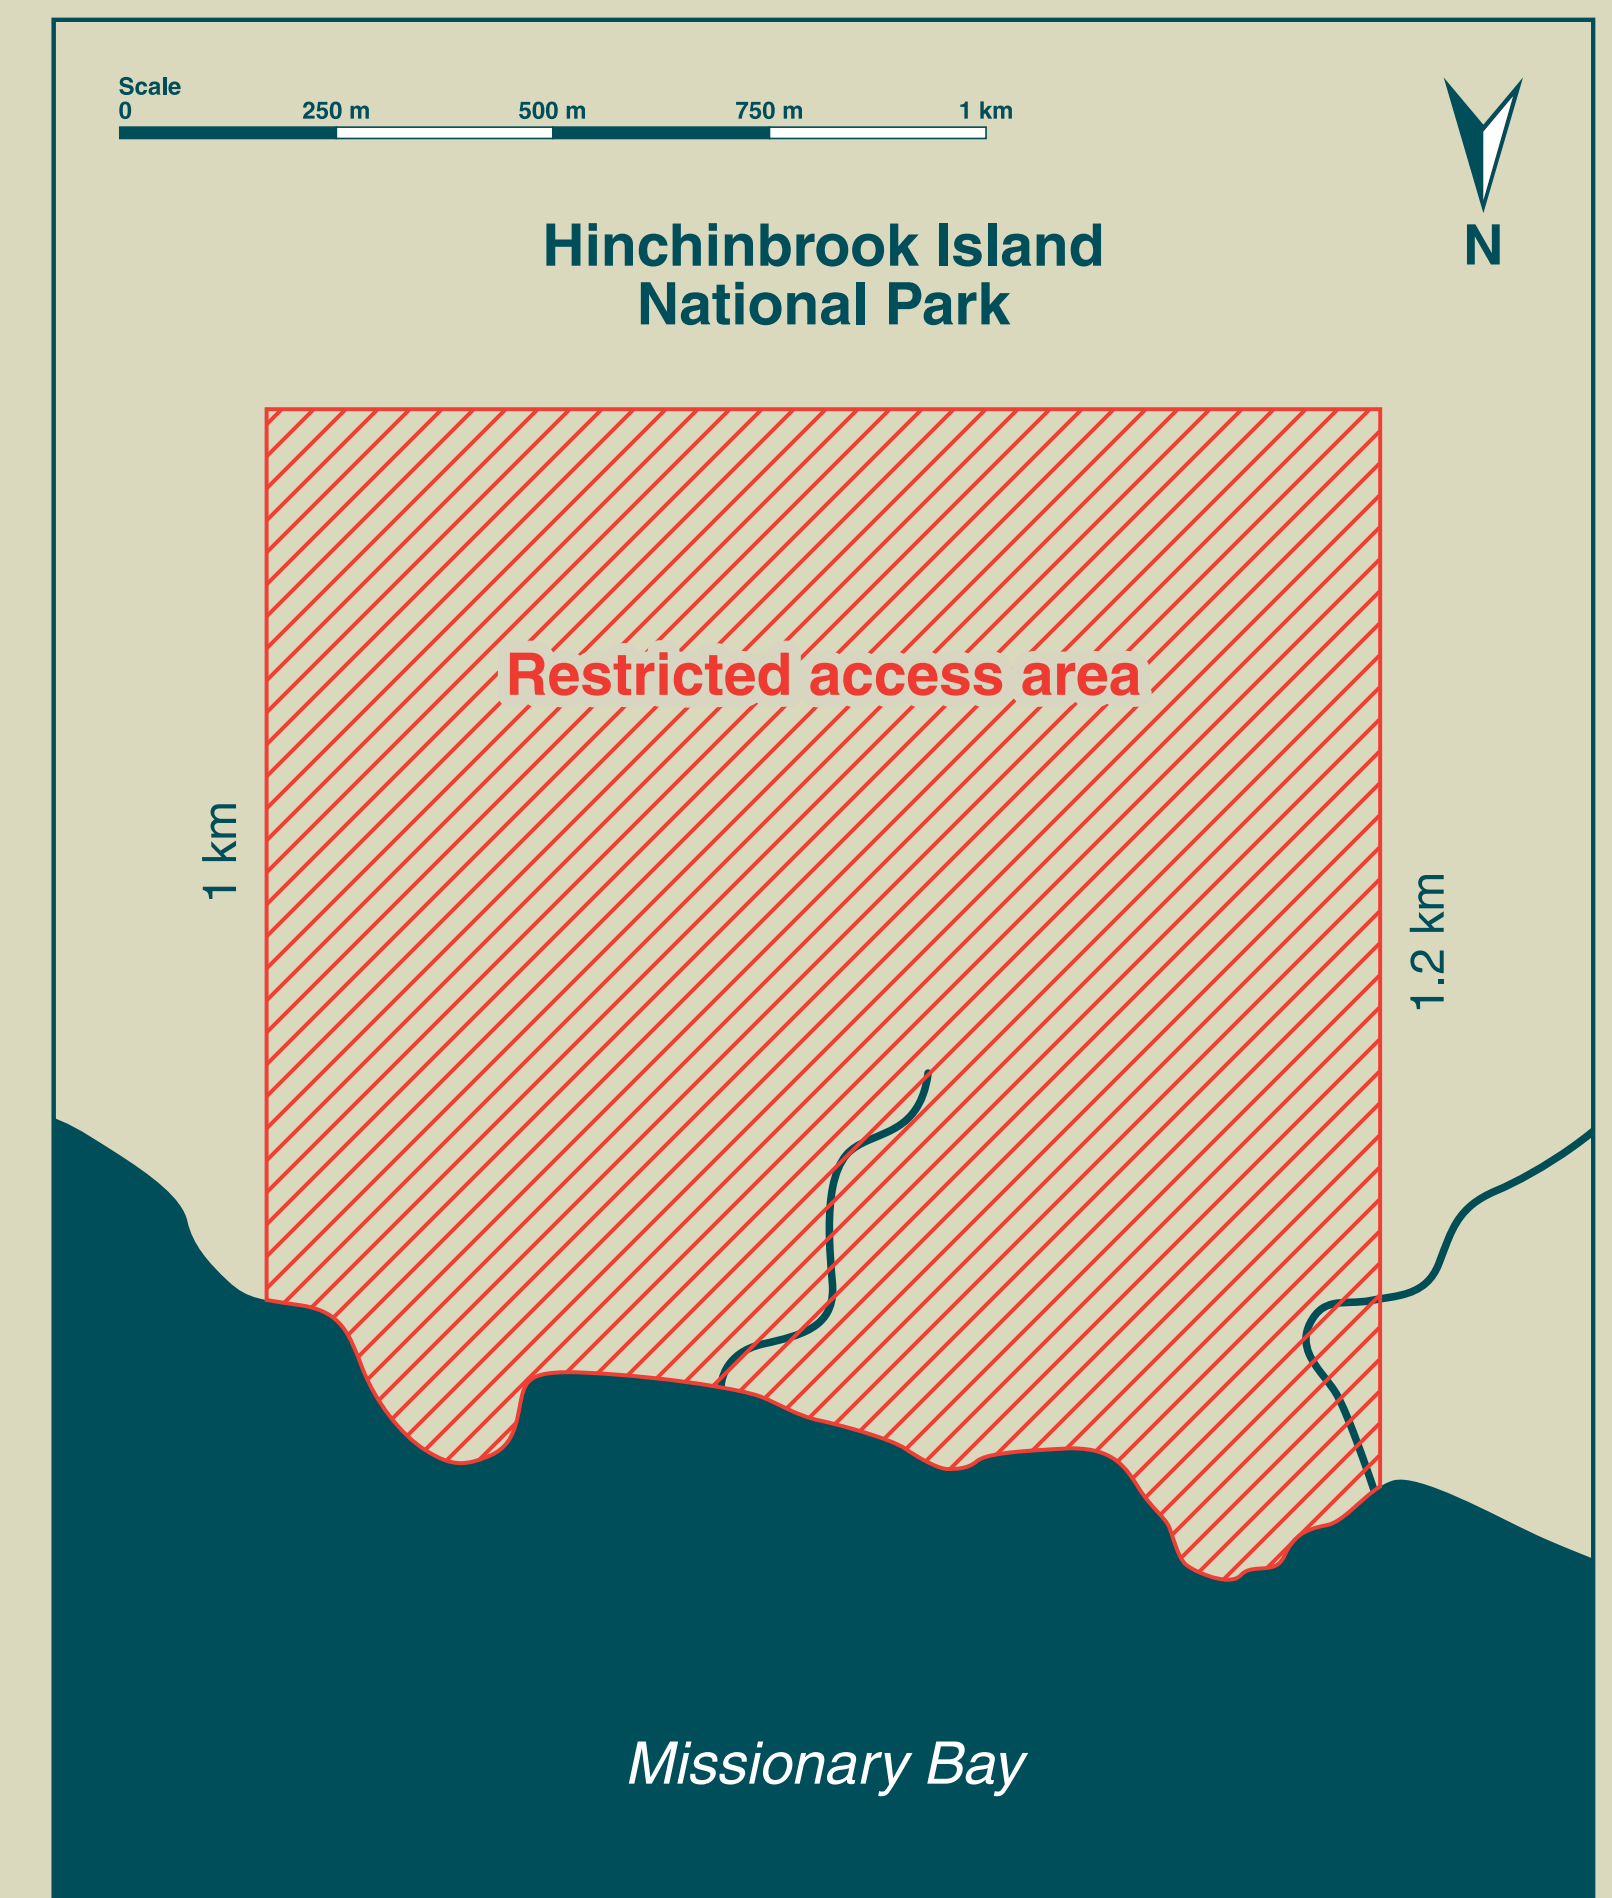 Scale
0 250 m 500 m 750 m 1 km
N
Hinchinbrook Island
National Park
Restricted access area
1 km
1.2 km
Missionary Bay